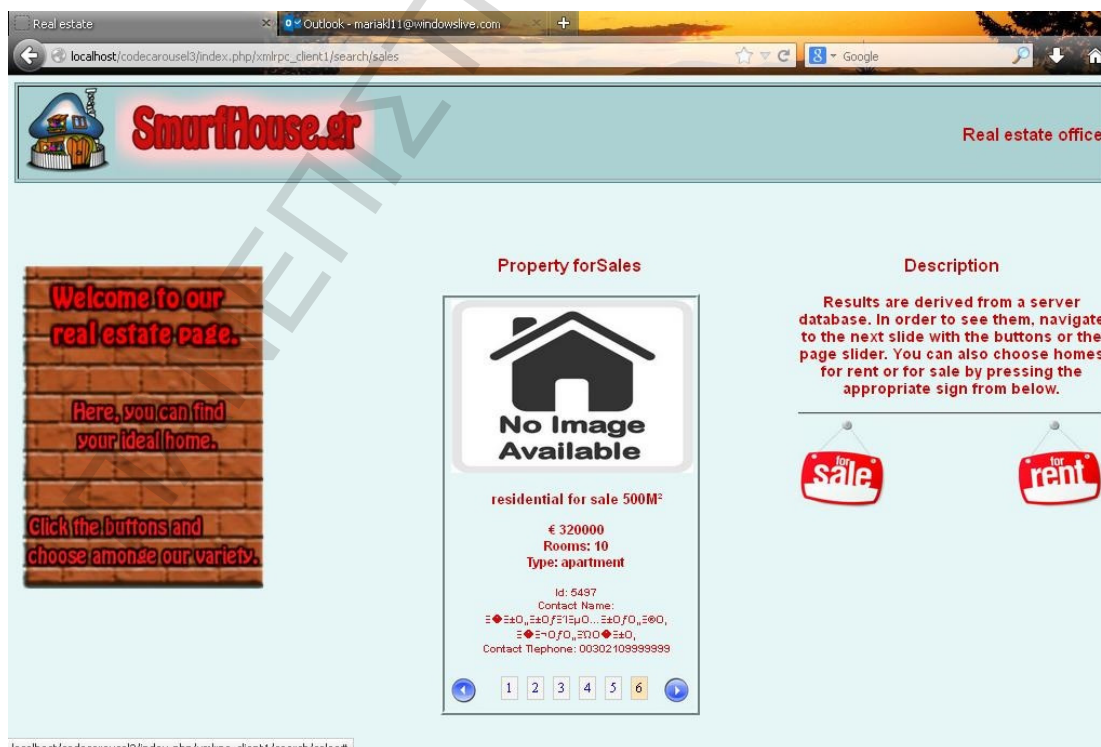 Real estate
Outlook - mariakl11@windowslive.com
localhost/codecarousel3/index.php/xmlrpc_client1/search/sales
Google
SmurfHouse.gr
Real estate office
Welcome to our
real estate page.
Here, you can find
your ideal home.
Click the buttons and
choose amonge our variety.
Property forSales
No Image
Available
residential for sale 500M²
€ 320000
Rooms: 10
Type: apartment
Id: 5497
Contact Name:
Contact Tlephone: 00302109999999
1 2 3 4 5 6
Description
Results are derived from a server
database. In order to see them, navigate
to the next slide with the buttons or the
page slider. You can also choose homes
for rent or for sale by pressing the
appropriate sign from below.
for sale
for rent